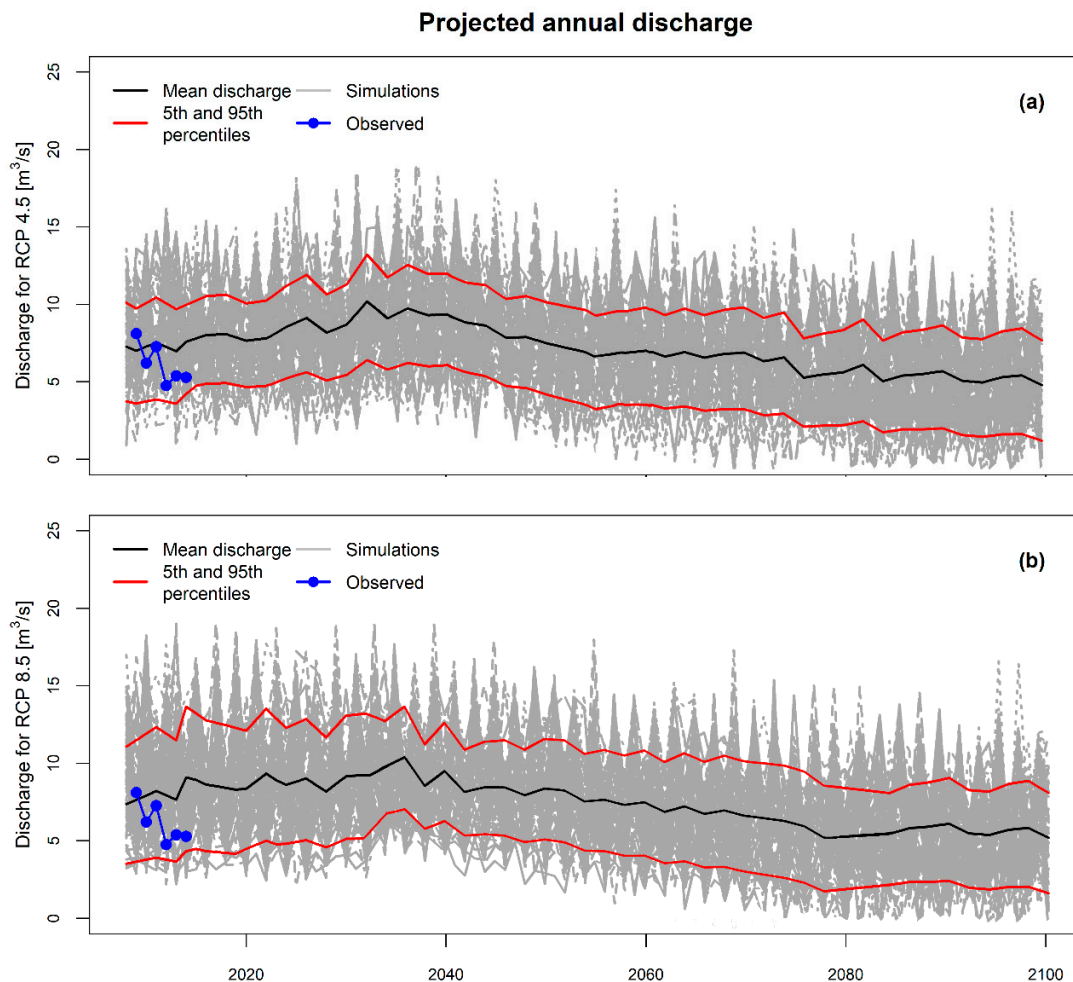 Projected annual discharge
Discharge for RCP 4.5 [m³/s]
25
20
15
10
5
0
Mean discharge
5th and 95th
percentiles
Simulations
Observed
(a)
Discharge for RCP 8.5 [m³/s]
25
20
15
10
5
0
Mean discharge
5th and 95th
percentiles
Simulations
Observed
(b)
2020 2040 2060 2080 2100